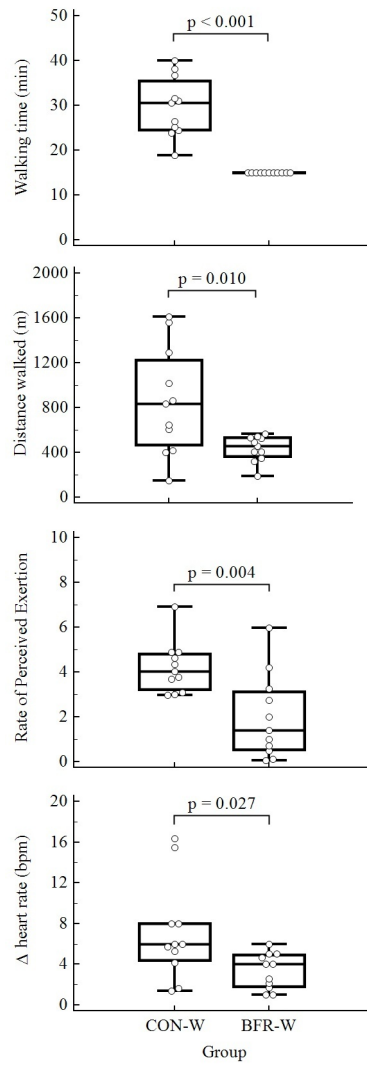 50
40
30
20
10
0
Walking time (min)
p < 0.001
2000
1600
1200
800
400
0
Distance walked (m)
p = 0.010
10
8
6
4
2
0
Rate of Perceived Exertion
p = 0.004
20
16
12
8
4
0
Δ heart rate (bpm)
p = 0.027
CON-W BFR-W
Group